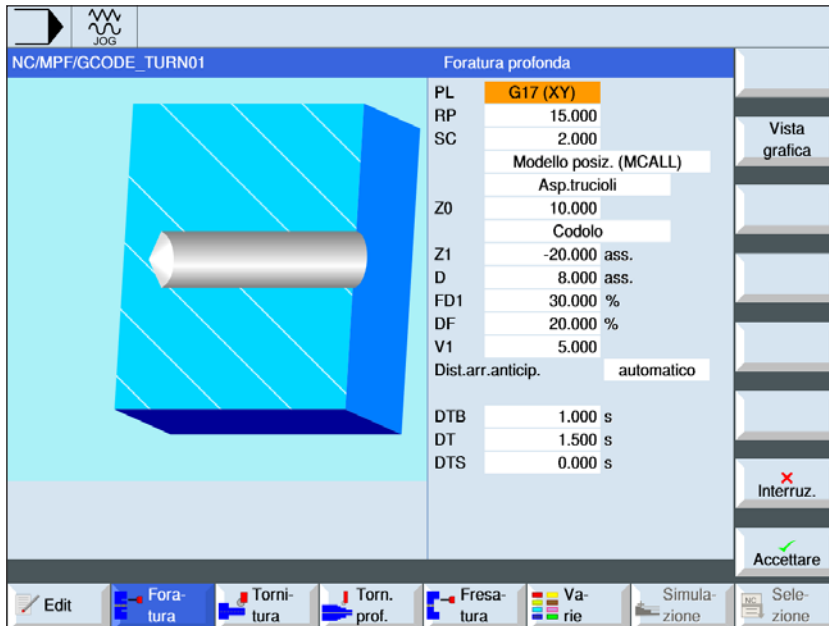 JOG
NC/MPF/GCODE_TURN01
Foratura profonda
PL G17 (XY)
RP 15.000
SC 2.000
Modello posiz. (MCALL)
Asp.trucioli
Z0 10.000
Codolo
Z1 -20.000 ass.
D 8.000 ass.
FD1 30.000 %
DF 20.000 %
V1 5.000
Dist.arr.anticip. automatico
DTB 1.000 s
DT 1.500 s
DTS 0.000 s
Vista
grafica
Interruz.
Accettare
Edit
Fora-
tura
Torni-
tura
Torn.
prof.
Fresa-
tura
Va-
rie
Simula-
zione
NC
Sele-
zione